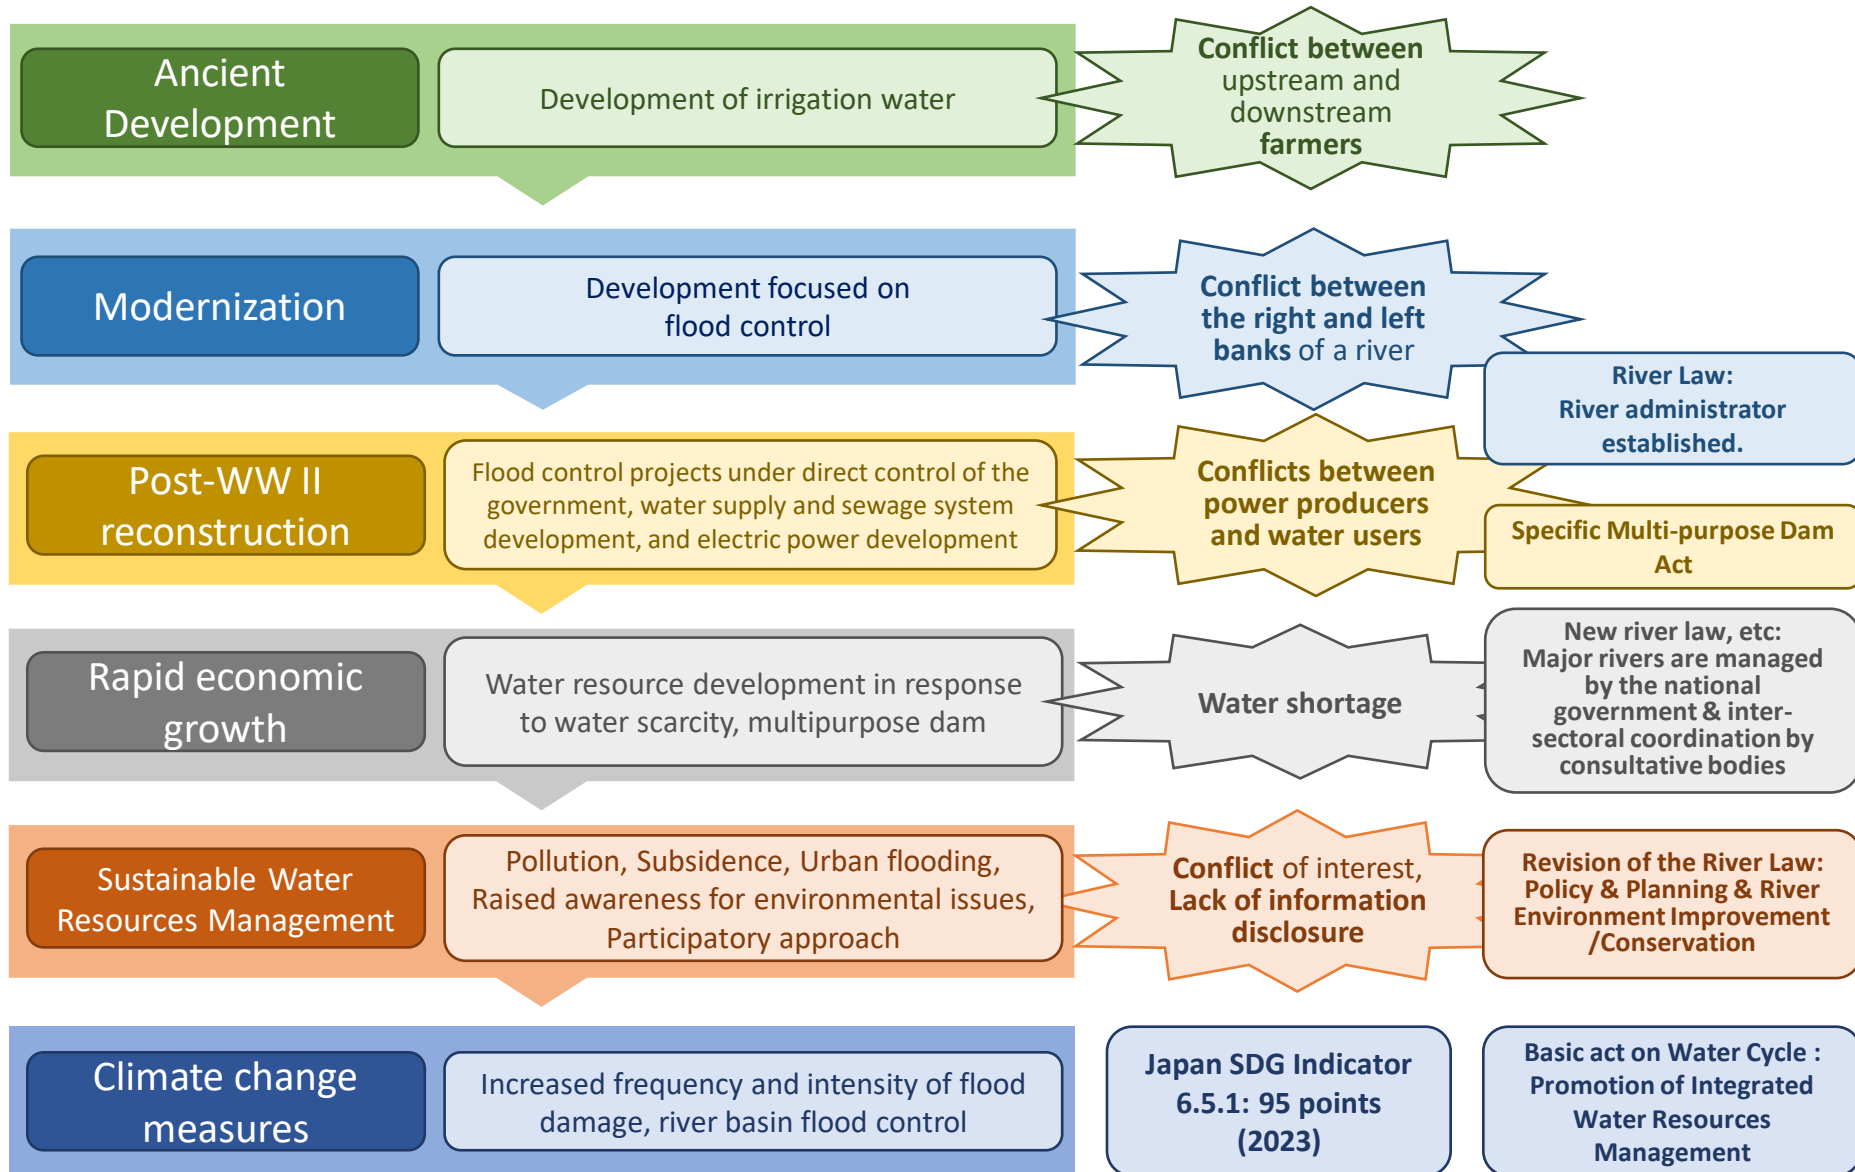 Ancient
Development
Development of irrigation water
Conflict between
upstream and
downstream
farmers
Modernization
Development focused on
flood control
Conflict between
the right and left
banks of a river
River Law:
River administrator
established.
Post-WW II
reconstruction
Flood control projects under direct control of the
government, water supply and sewage system
development, and electric power development
Conflicts between
power producers
and water users
Specific Multi-purpose Dam
Act
Rapid economic
growth
Water resource development in response
to water scarcity, multipurpose dam
Water shortage
New river law, etc:
Major rivers are managed
by the national
government & inter-
sectoral coordination by
consultative bodies
Sustainable Water
Resources Management
Pollution, Subsidence, Urban flooding,
Raised awareness for environmental issues,
Participatory approach
Conflict of interest,
Lack of information
disclosure
Revision of the River Law:
Policy & Planning & River
Environment Improvement
/Conservation
Climate change
measures
Increased frequency and intensity of flood
damage, river basin flood control
Japan SDG Indicator
6.5.1: 95 points
(2023)
Basic act on Water Cycle :
Promotion of Integrated
Water Resources
Management